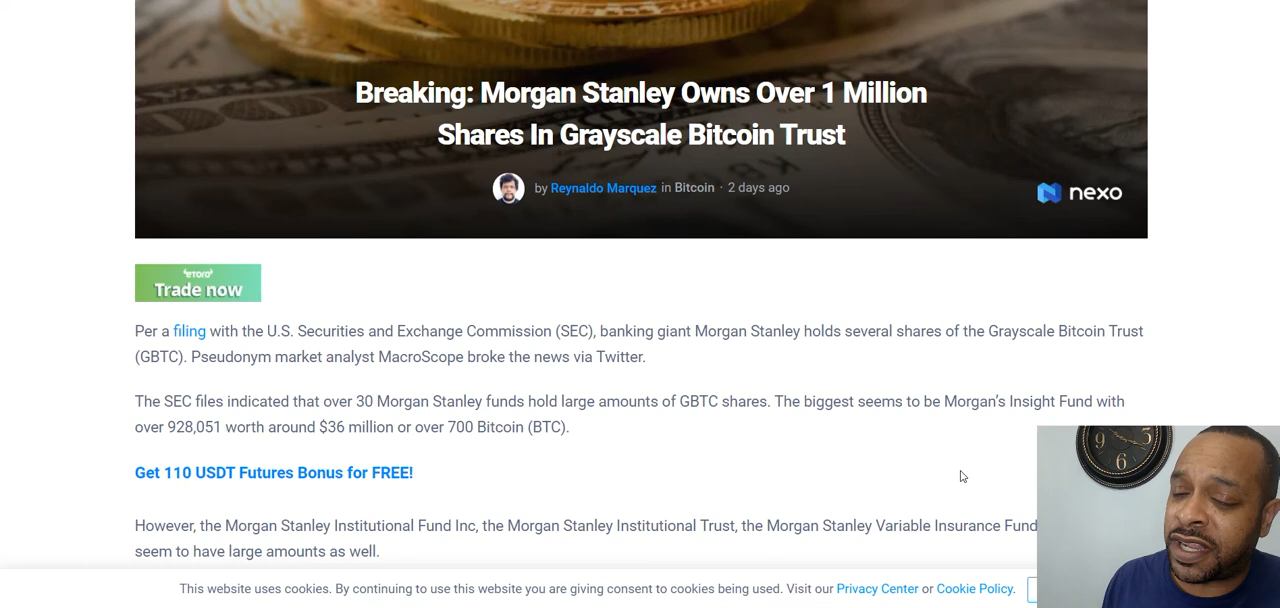 Breaking: Morgan Stanley Owns Over 1 Million
Shares In Grayscale Bitcoin Trust
by Reynaldo Marquez in Bitcoin · 2 days ago
nexo
eToro
Trade now
Per a filing with the U.S. Securities and Exchange Commission (SEC), banking giant Morgan Stanley holds several shares of the Grayscale Bitcoin Trust
(GBTC). Pseudonym market analyst MacroScope broke the news via Twitter.
The SEC files indicated that over 30 Morgan Stanley funds hold large amounts of GBTC shares. The biggest seems to be Morgan’s Insight Fund with
over 928,051 worth around $36 million or over 700 Bitcoin (BTC).
9
5
6
Get 110 USDT Futures Bonus for FREE!
However, the Morgan Stanley Institutional Fund Inc, the Morgan Stanley Institutional Trust, the Morgan Stanley Variable Insurance Fund
seem to have large amounts as well.
This website uses cookies. By continuing to use this website you are giving consent to cookies being used. Visit our Privacy Center or Cookie Policy.